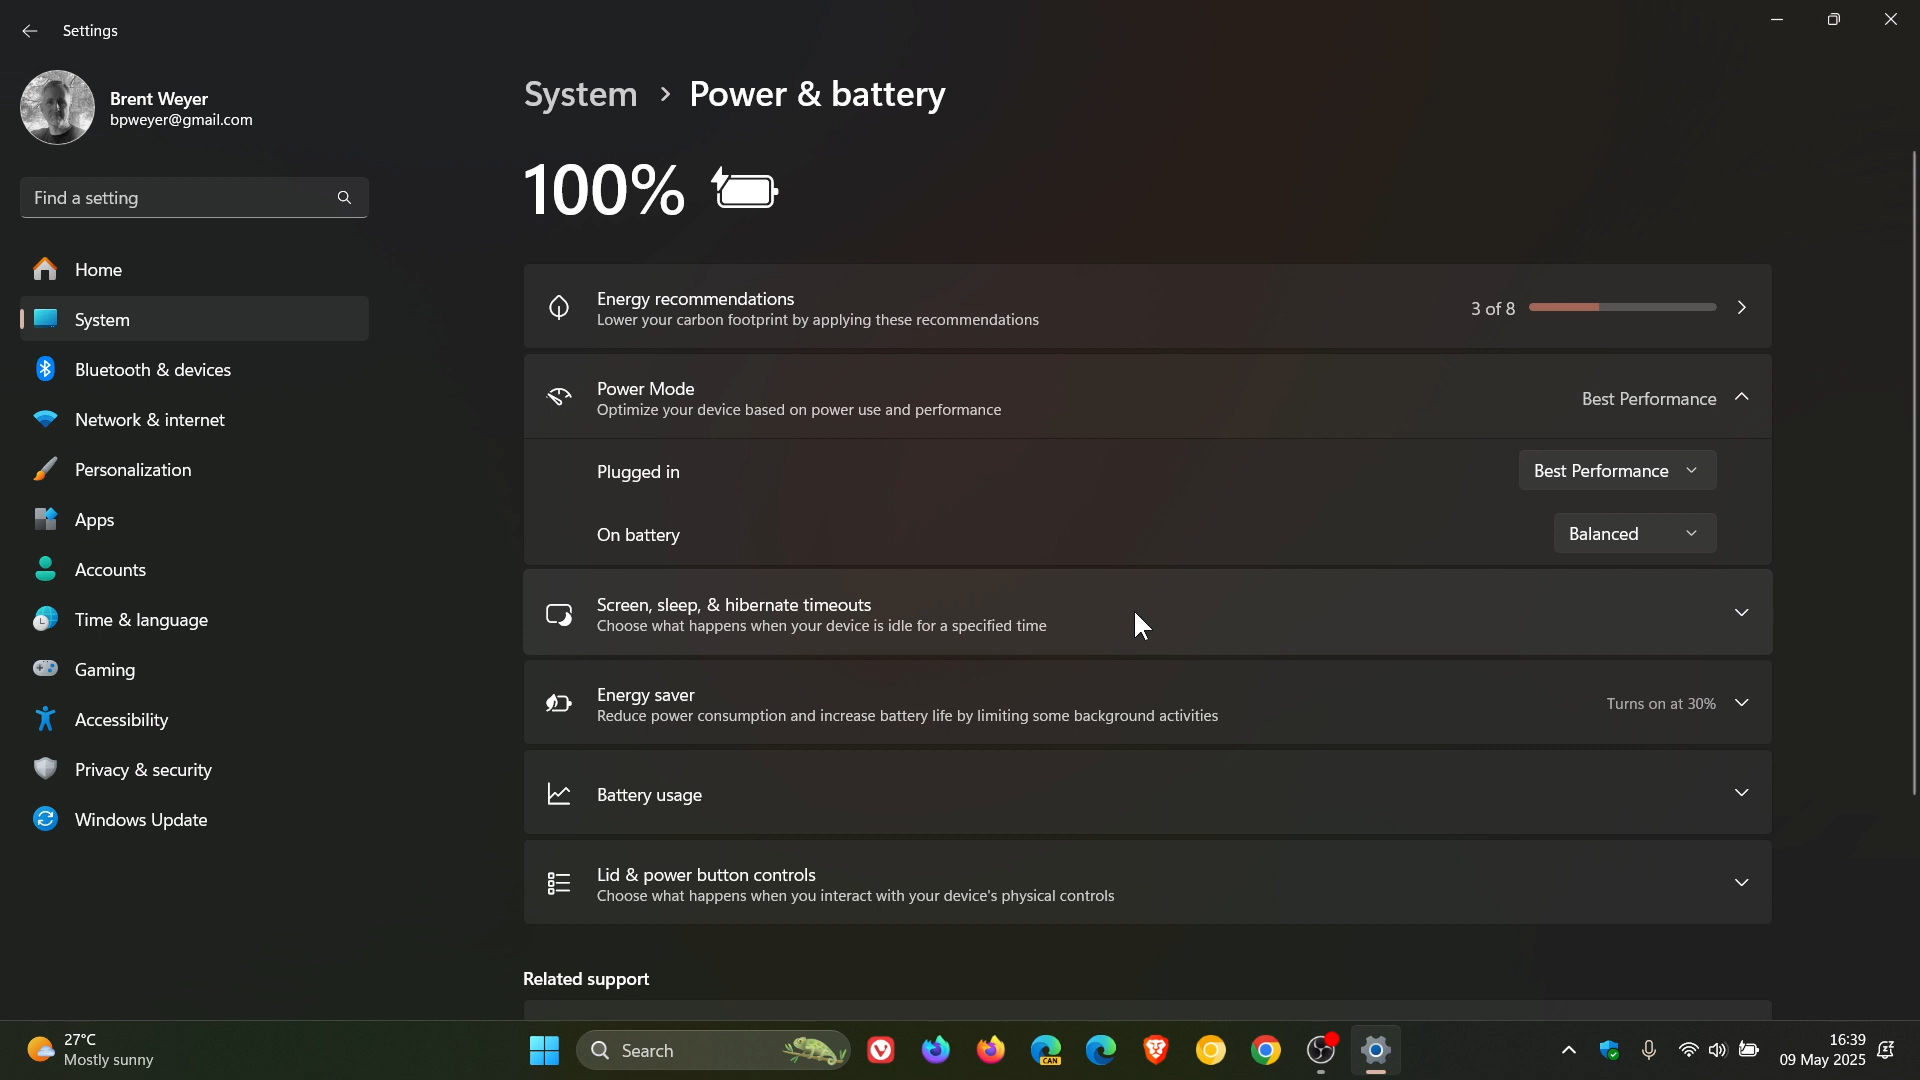 Settings
Brent Weyer
bpweyer@gmail.com
Find a setting
Home
System
Bluetooth & devices
Network & internet
Personalization
Apps
Accounts
Time & language
Gaming
Accessibility
Privacy & security
Windows Update
System > Power & battery
100%
Energy recommendations
Lower your carbon footprint by applying these recommendations
3 of 8
Power Mode
Optimize your device based on power use and performance
Best Performance
Plugged in
Best Performance
On battery
Balanced
Screen, sleep, & hibernate timeouts
Choose what happens when your device is idle for a specified time
Energy saver
Reduce power consumption and increase battery life by limiting some background activities
Turns on at 30%
Battery usage
Lid & power button controls
Choose what happens when you interact with your device's physical controls
Related support
27°C
Mostly sunny
Search
CAN
16:39
09 May 2025